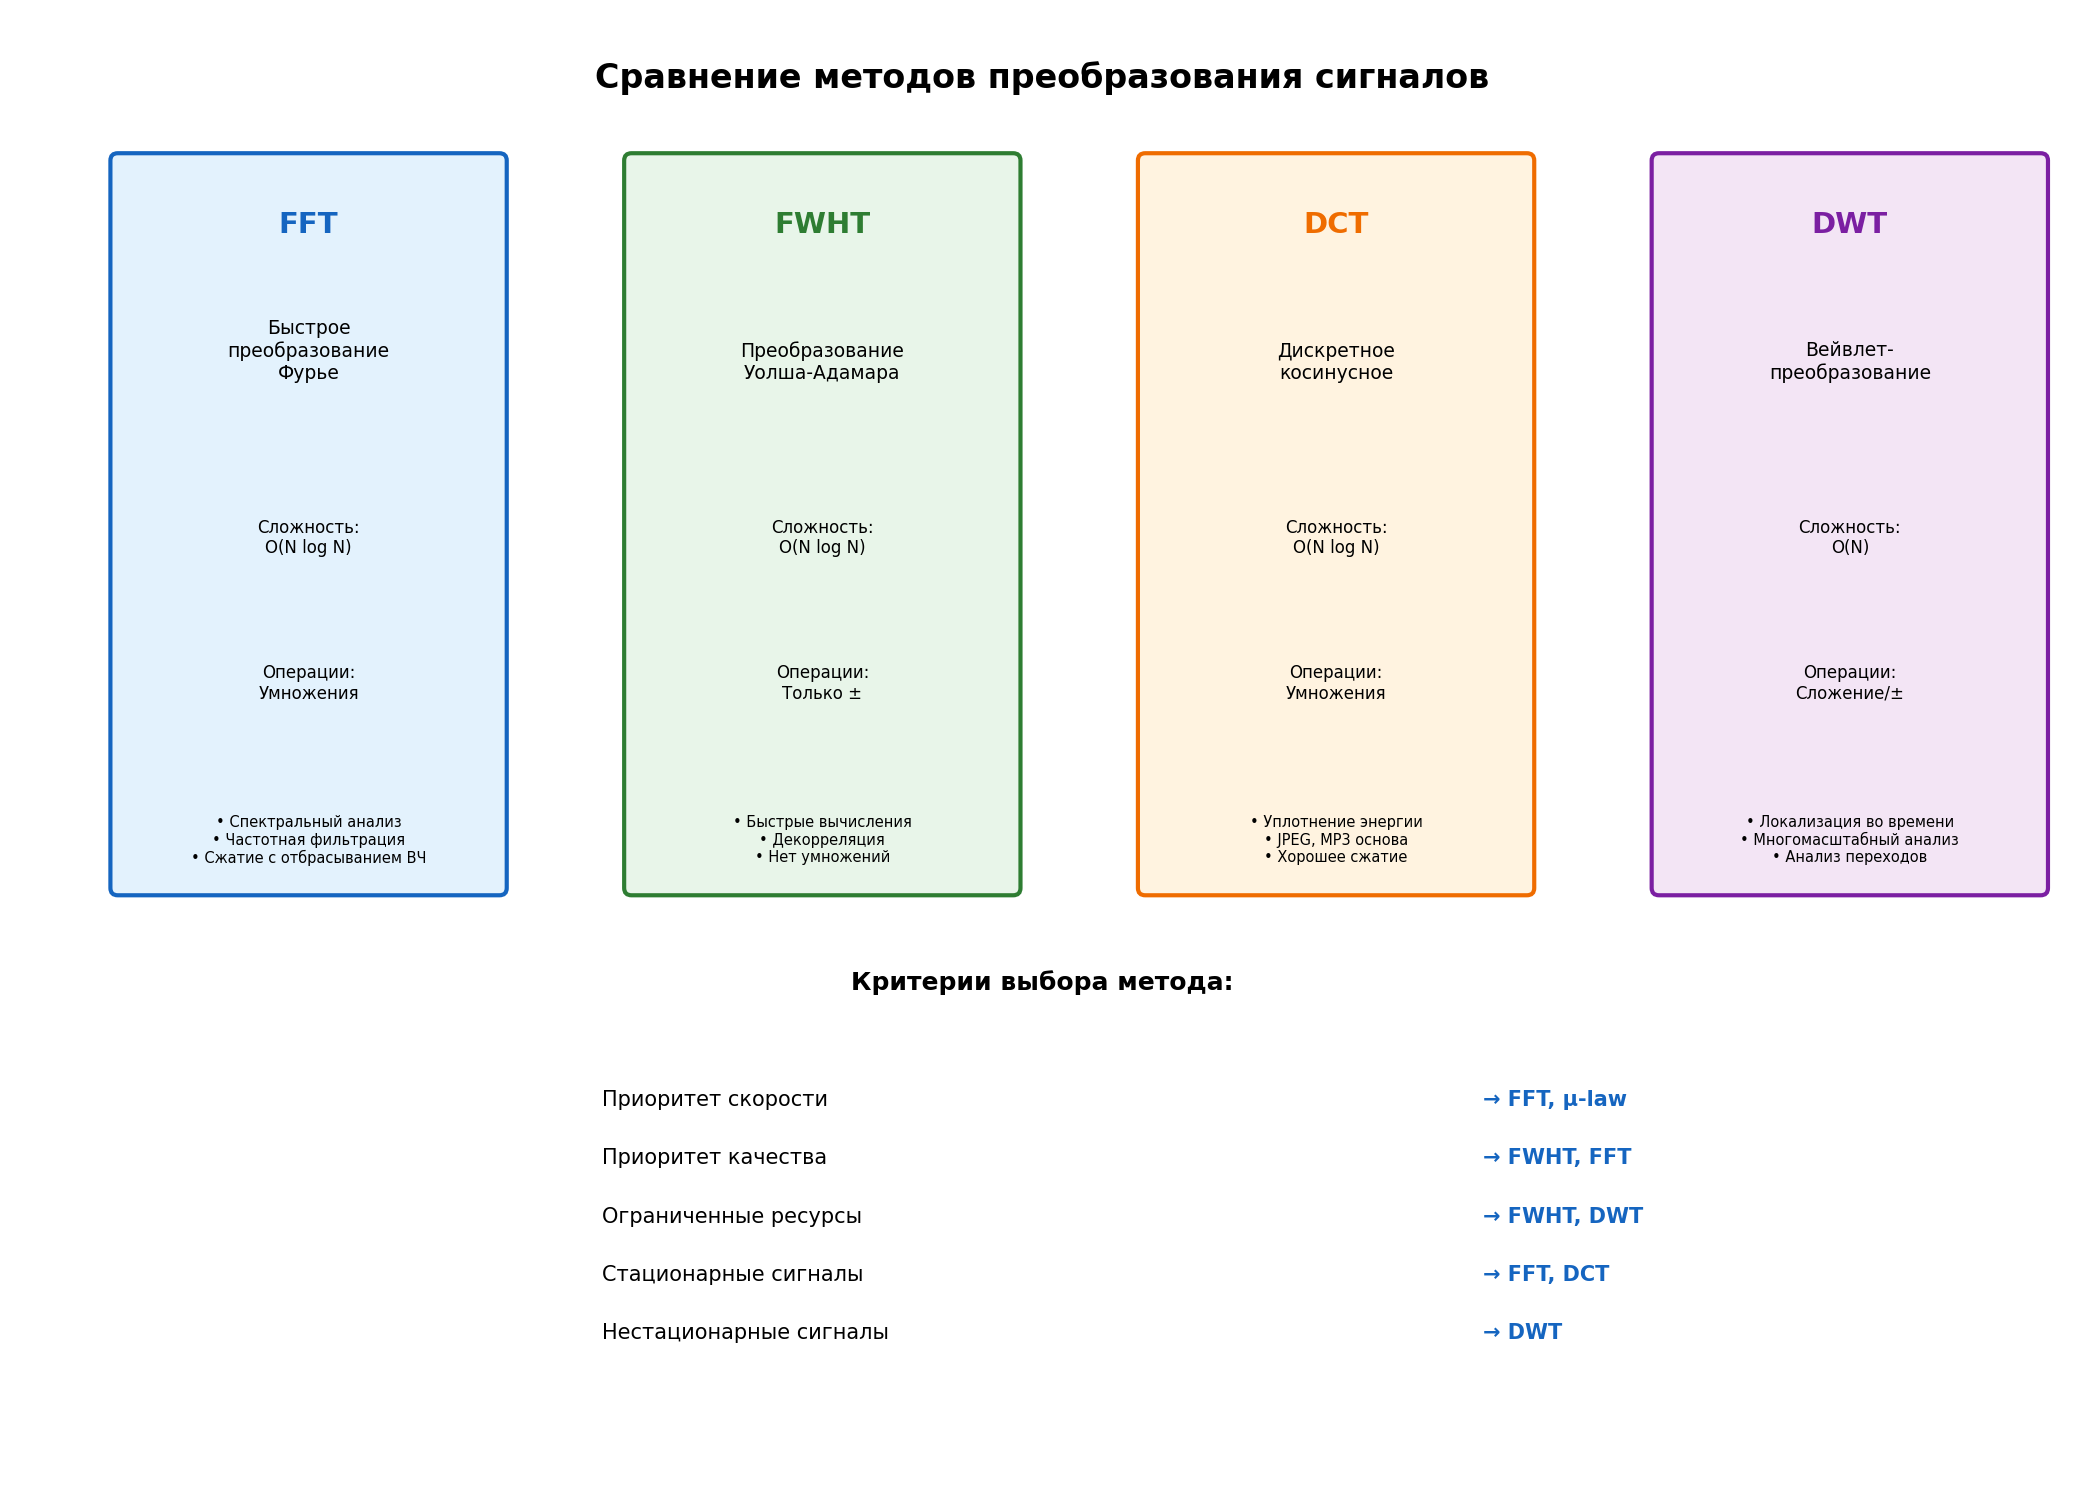 Сравнение методов преобразования сигналов
FFT
Быстрое
преобразование
Фурье
Сложность:
O(N log N)
Операции:
Умножения
• Спектральный анализ
• Частотная фильтрация
• Сжатие с отбрасыванием ВЧ
FWHT
Преобразование
Уолша-Адамара
Сложность:
O(N log N)
Операции:
Только ±
• Быстрые вычисления
• Декорреляция
• Нет умножений
DCT
Дискретное
косинусное
Сложность:
O(N log N)
Операции:
Умножения
• Уплотнение энергии
• JPEG, MP3 основа
• Хорошее сжатие
DWT
Вейвлет-
преобразование
Сложность:
O(N)
Операции:
Сложение/±
• Локализация во времени
• Многомасштабный анализ
• Анализ переходов
Критерии выбора метода:
Приоритет скорости → FFT, μ-law
Приоритет качества → FWHT, FFT
Ограниченные ресурсы → FWHT, DWT
Стационарные сигналы → FFT, DCT
Нестационарные сигналы → DWT